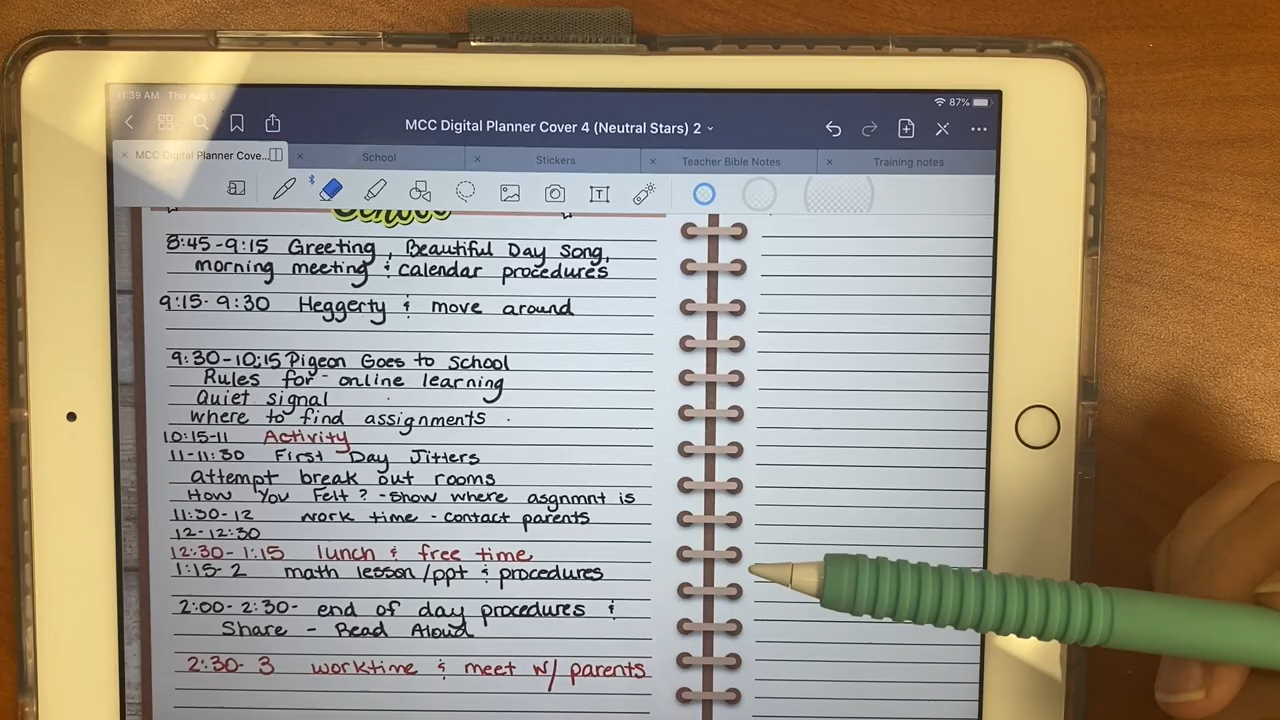 11:39 AM Thu Aug 6
87%
MCC Digital Planner Cover 4 (Neutral Stars) 2
MCC Digital Planner Cove...
School
Stickers
Teacher Bible Notes
Training notes
8:45-9:15 Greeting, Beautiful Day Song,
morning meeting & calendar procedures
9:15-9:30 Heggerty & move around
9:30-10:15 Pigeon Goes to School
Rules for online learning
Quiet signal
where to find assignments
10:15-11 Activity
11-11:30 First Day Jitters
attempt break out rooms
How You Felt? - show where asgnmnt is
11:30-12 work time - contact parents
12-12:30
12:30-1:15 lunch & free time
1:15-2 math lesson/ppt & procedures
2:00-2:30- end of day procedures &
Share - Read Aloud
2:30-3 worktime & meet w/ parents